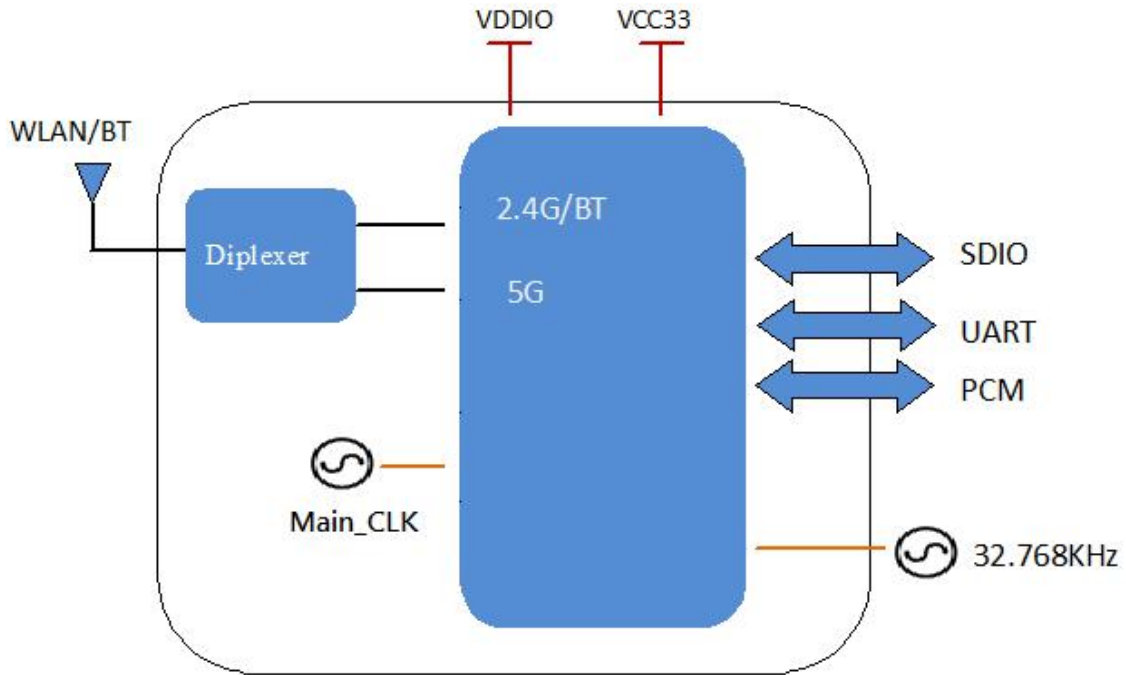 VDDIO
VCC33
WLAN/BT
2.4G/BT
Diplexer
5G
SDIO
UART
PCM
Main_CLK
32.768KHz